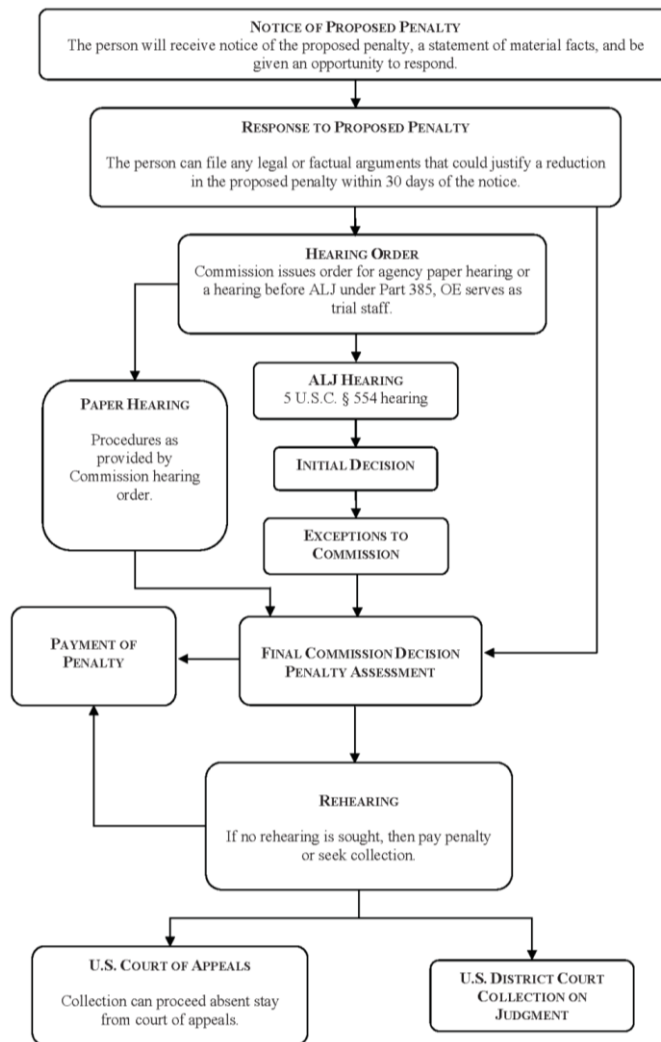 NOTICE OF PROPOSED PENALTY
The person will receive notice of the proposed penalty, a statement of material facts, and be
given an opportunity to respond.
RESPONSE TO PROPOSED PENALTY
The person can file any legal or factual arguments that could justify a reduction
in the proposed penalty within 30 days of the notice.
HEARING ORDER
Commission issues order for agency paper hearing or
a hearing before ALJ under Part 385, OE serves as
trial staff.
ALJ HEARING
5 U.S.C. § 554 hearing
PAPER HEARING
Procedures as
provided by
Commission hearing
order.
INITIAL DECISION
EXCEPTIONS TO
COMMISSION
PAYMENT OF
PENALTY
FINAL COMMISSION DECISION
PENALTY ASSESSMENT
REHEARING
If no rehearing is sought, then pay penalty
or seek collection.
U.S. COURT OF APPEALS
Collection can proceed absent stay
from court of appeals.
U.S. DISTRICT COURT
COLLECTION ON
JUDGMENT